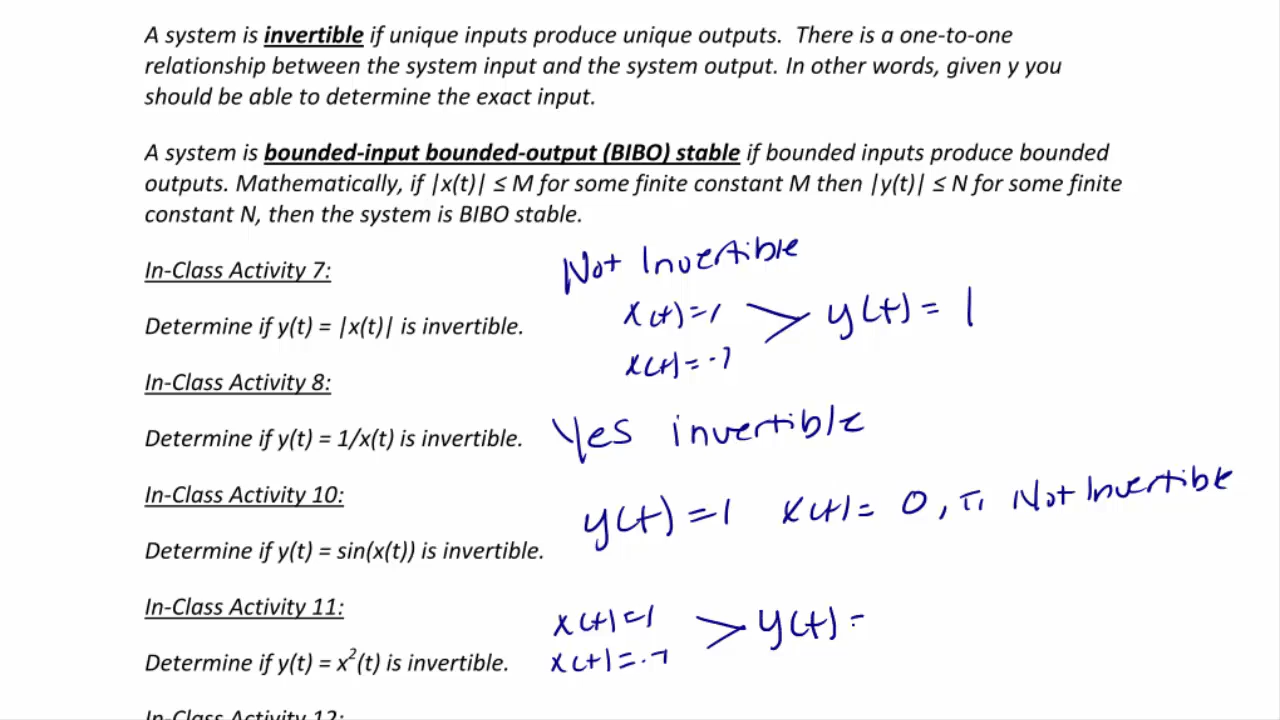 A system is invertible if unique inputs produce unique outputs. There is a one-to-one
relationship between the system input and the system output. In other words, given y you
should be able to determine the exact input.
A system is bounded-input bounded-output (BIBO) stable if bounded inputs produce bounded
outputs. Mathematically, if |x(t)| ≤ M for some finite constant M then |y(t)| ≤ N for some finite
constant N, then the system is BIBO stable.
Not Invertible
In-Class Activity 7:
x(t)=1
> y(t) = 1
Determine if y(t) = |x(t)| is invertible.
x(t)=-1
In-Class Activity 8:
Determine if y(t) = 1/x(t) is invertible.
Yes invertible
In-Class Activity 10:
y(t)=1 x(t)= 0, π Not Invertible
Determine if y(t) = sin(x(t)) is invertible.
In-Class Activity 11:
x(t)=1
> y(t) =
Determine if y(t) = x²(t) is invertible.
x(t)=-1
In-Class Activity 12: